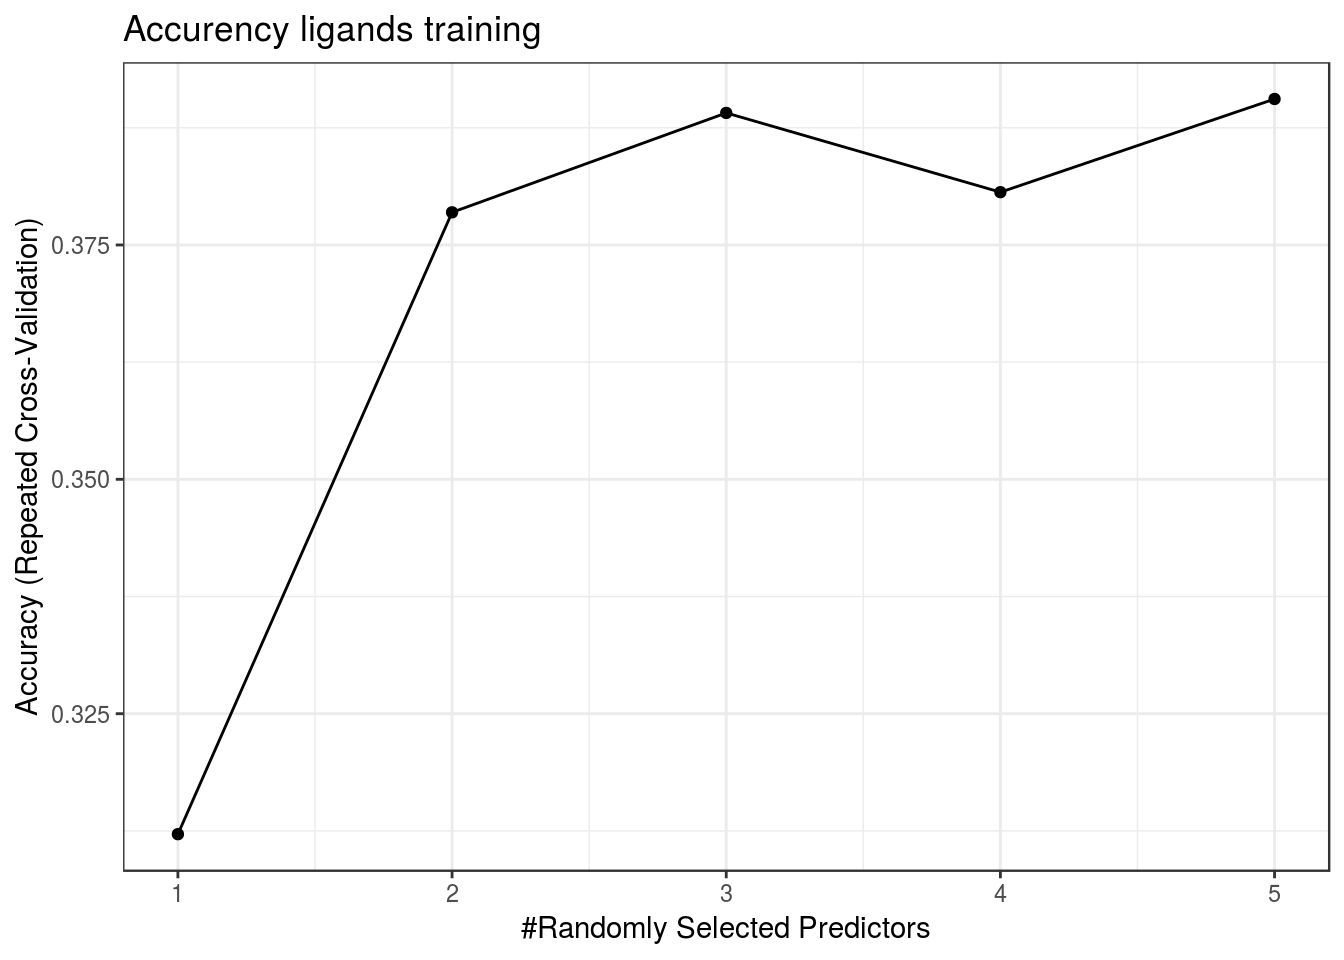 Accurency ligands training
Accuracy (Repeated Cross-Validation)
0.375
0.350
0.325
1 2 3 4 5
#Randomly Selected Predictors